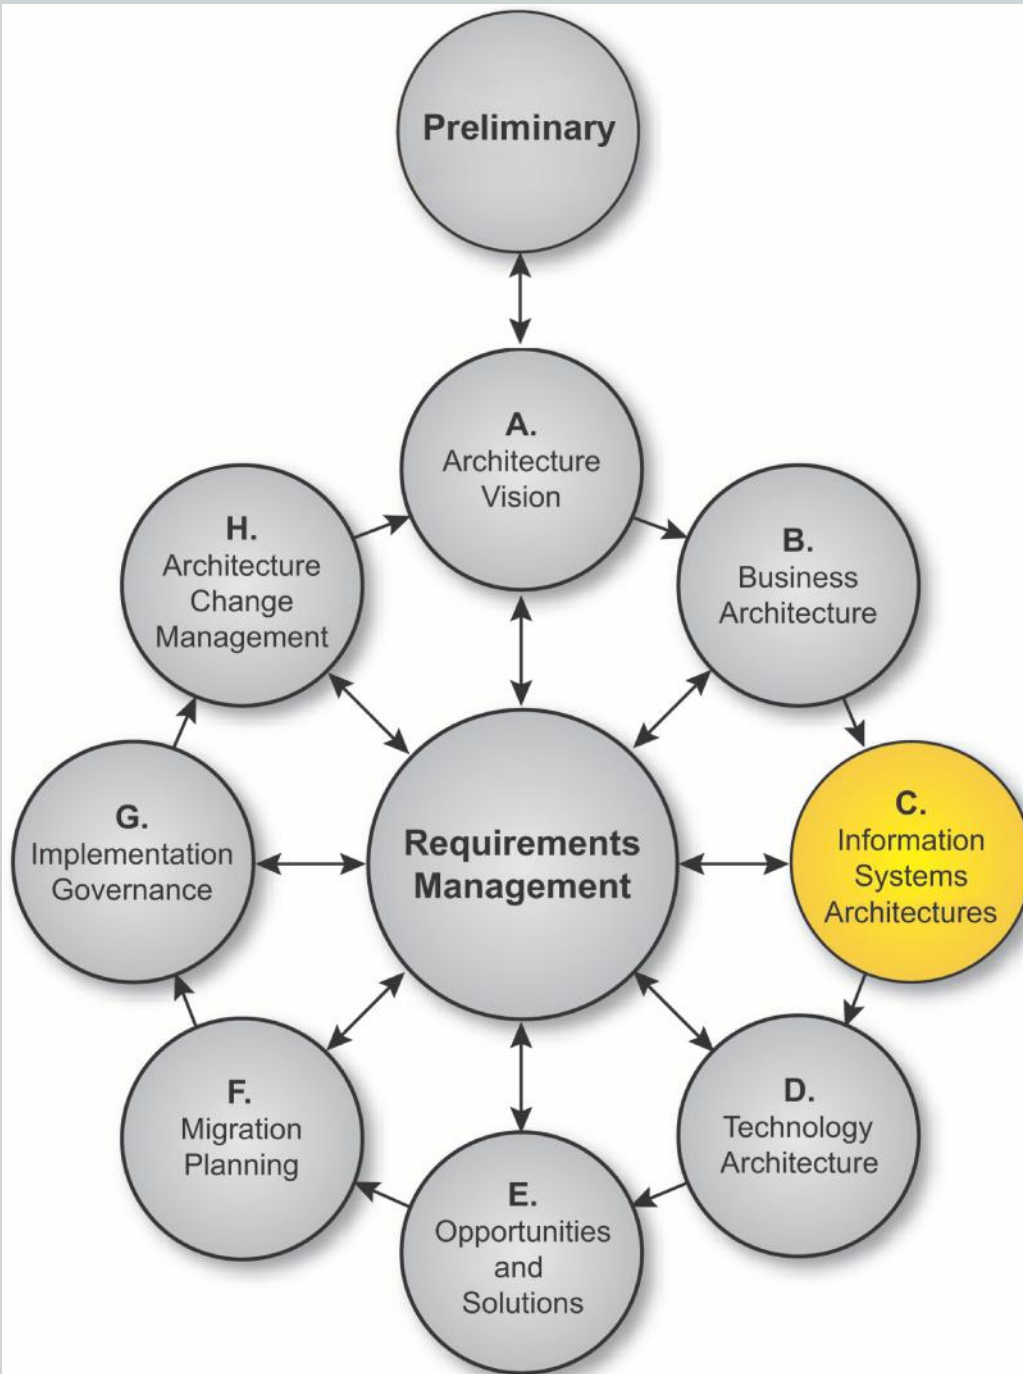 Preliminary
A.
Architecture
Vision
B.
Business
Architecture
C.
Information
Systems
Architectures
D.
Technology
Architecture
E.
Opportunities
and
Solutions
F.
Migration
Planning
G.
Implementation
Governance
H.
Architecture
Change
Management
Requirements
Management